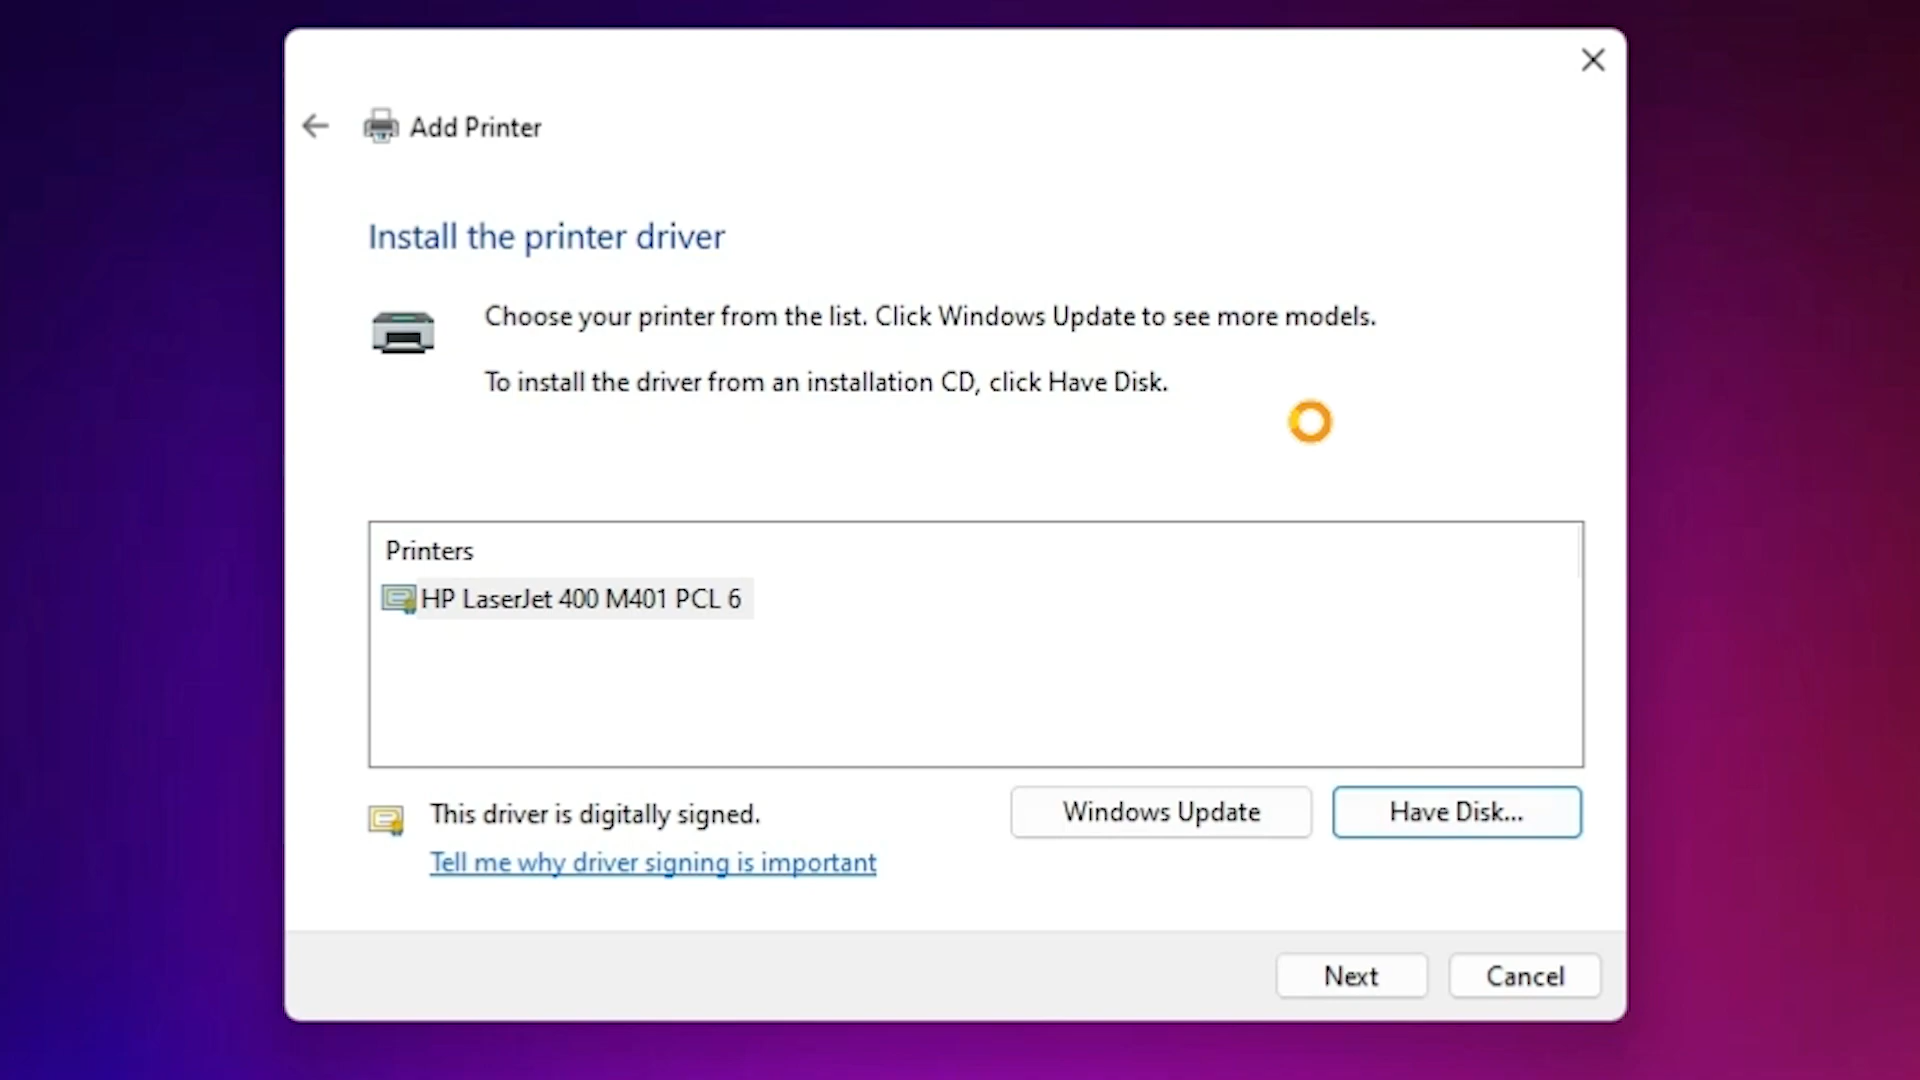 Add Printer
Install the printer driver
Choose your printer from the list. Click Windows Update to see more models.
To install the driver from an installation CD, click Have Disk.
Printers
HP LaserJet 400 M401 PCL 6
This driver is digitally signed.
Windows Update
Have Disk...
Tell me why driver signing is important
Next
Cancel